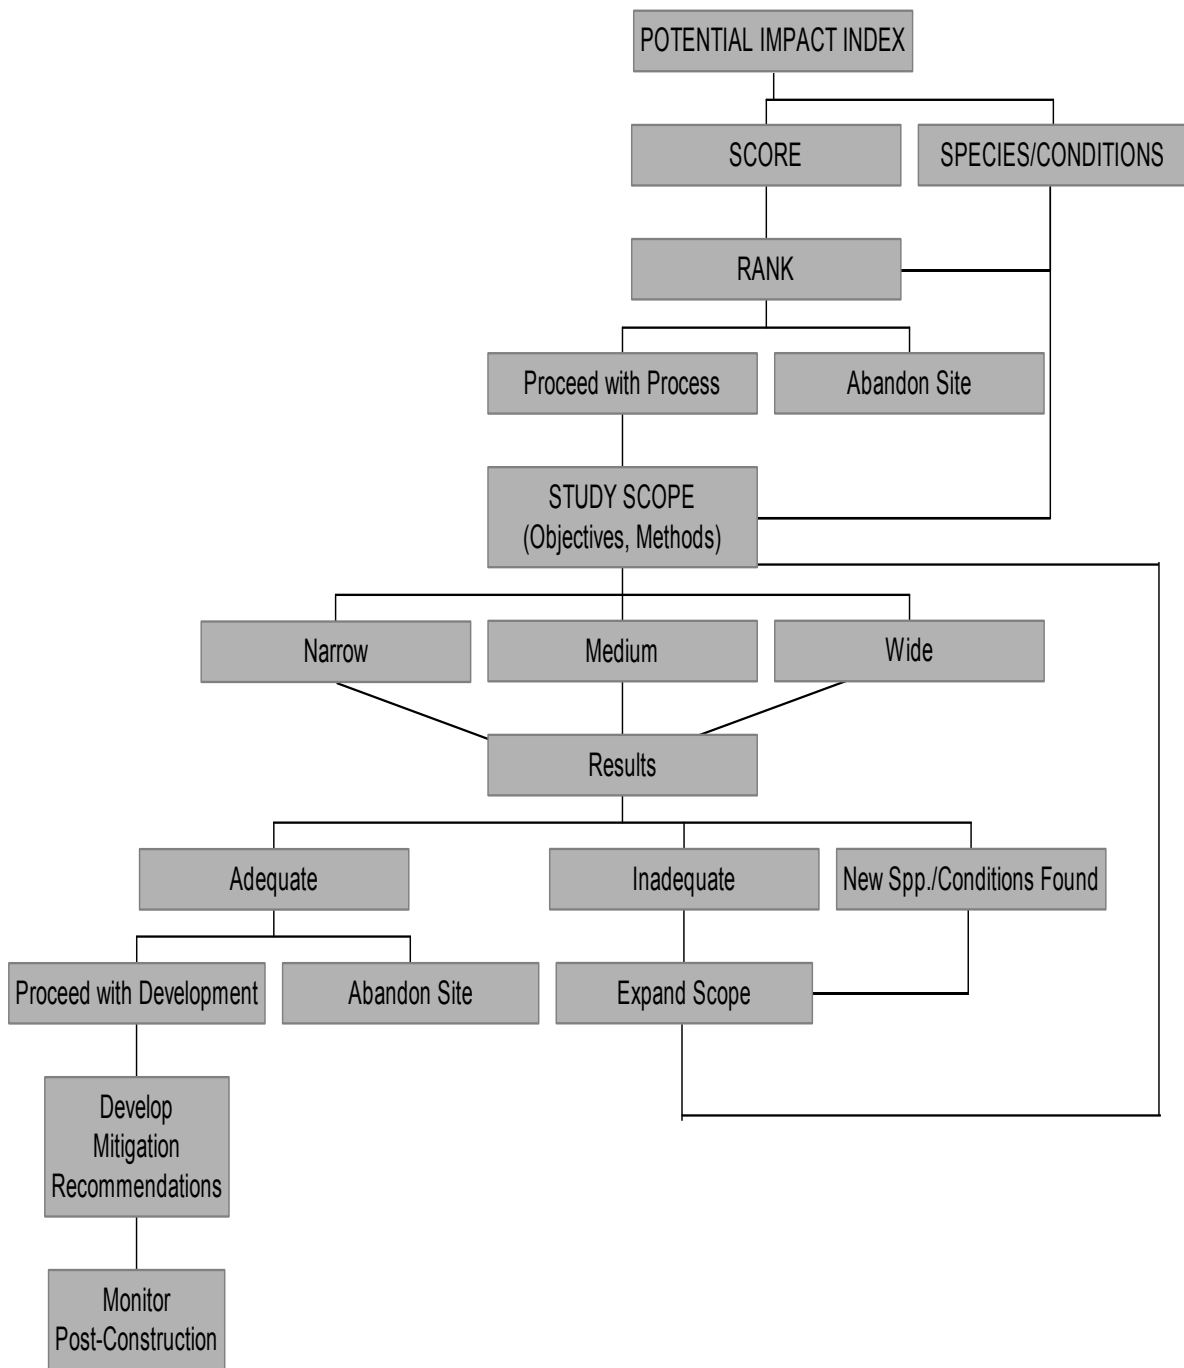 POTENTIAL IMPACT INDEX
SCORE
SPECIES/CONDITIONS
RANK
Proceed with Process
Abandon Site
STUDY SCOPE
(Objectives, Methods)
Narrow
Medium
Wide
Results
Adequate
Inadequate
New Spp./Conditions Found
Proceed with Development
Abandon Site
Expand Scope
Develop
Mitigation
Recommendations
Monitor
Post-Construction